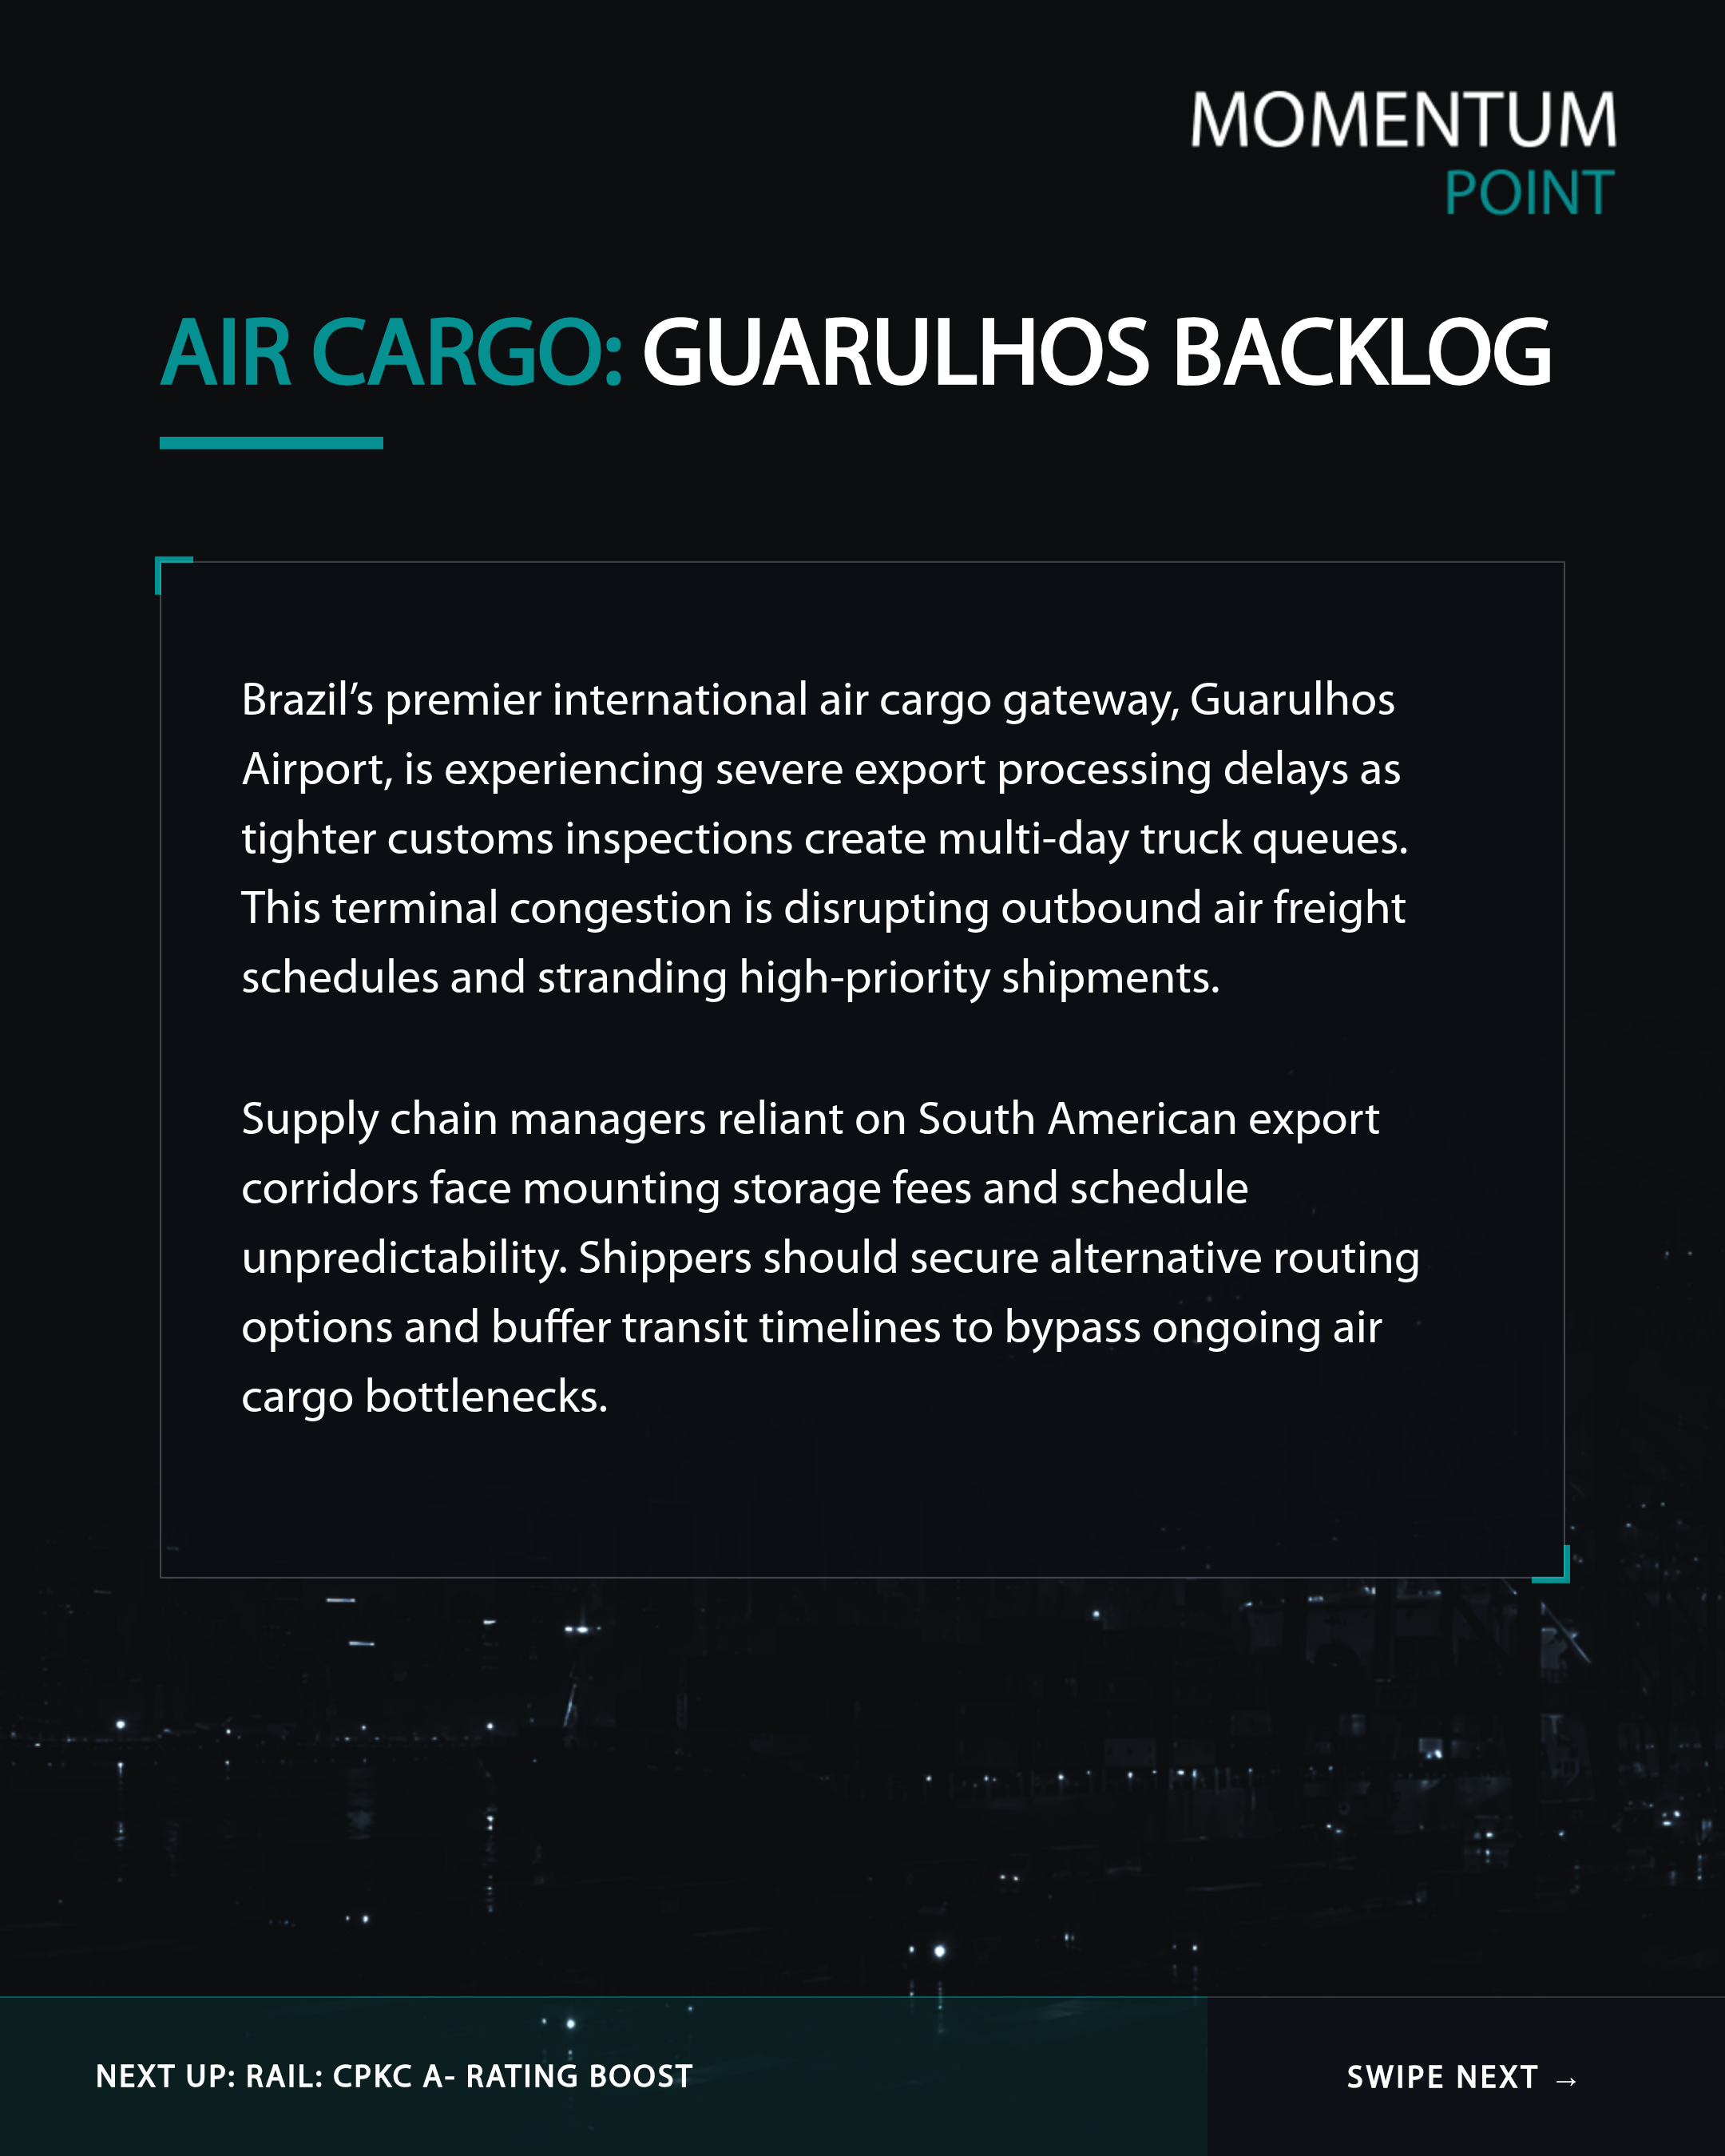 MOMENTUM
POINT
AIR CARGO: GUARULHOS BACKLOG
Brazil’s premier international air cargo gateway, Guarulhos
Airport, is experiencing severe export processing delays as
tighter customs inspections create multi-day truck queues.
This terminal congestion is disrupting outbound air freight
schedules and stranding high-priority shipments.
Supply chain managers reliant on South American export
corridors face mounting storage fees and schedule
unpredictability. Shippers should secure alternative routing
options and buffer transit timelines to bypass ongoing air
cargo bottlenecks.
NEXT UP: RAIL: CPKC A- RATING BOOST
SWIPE NEXT →